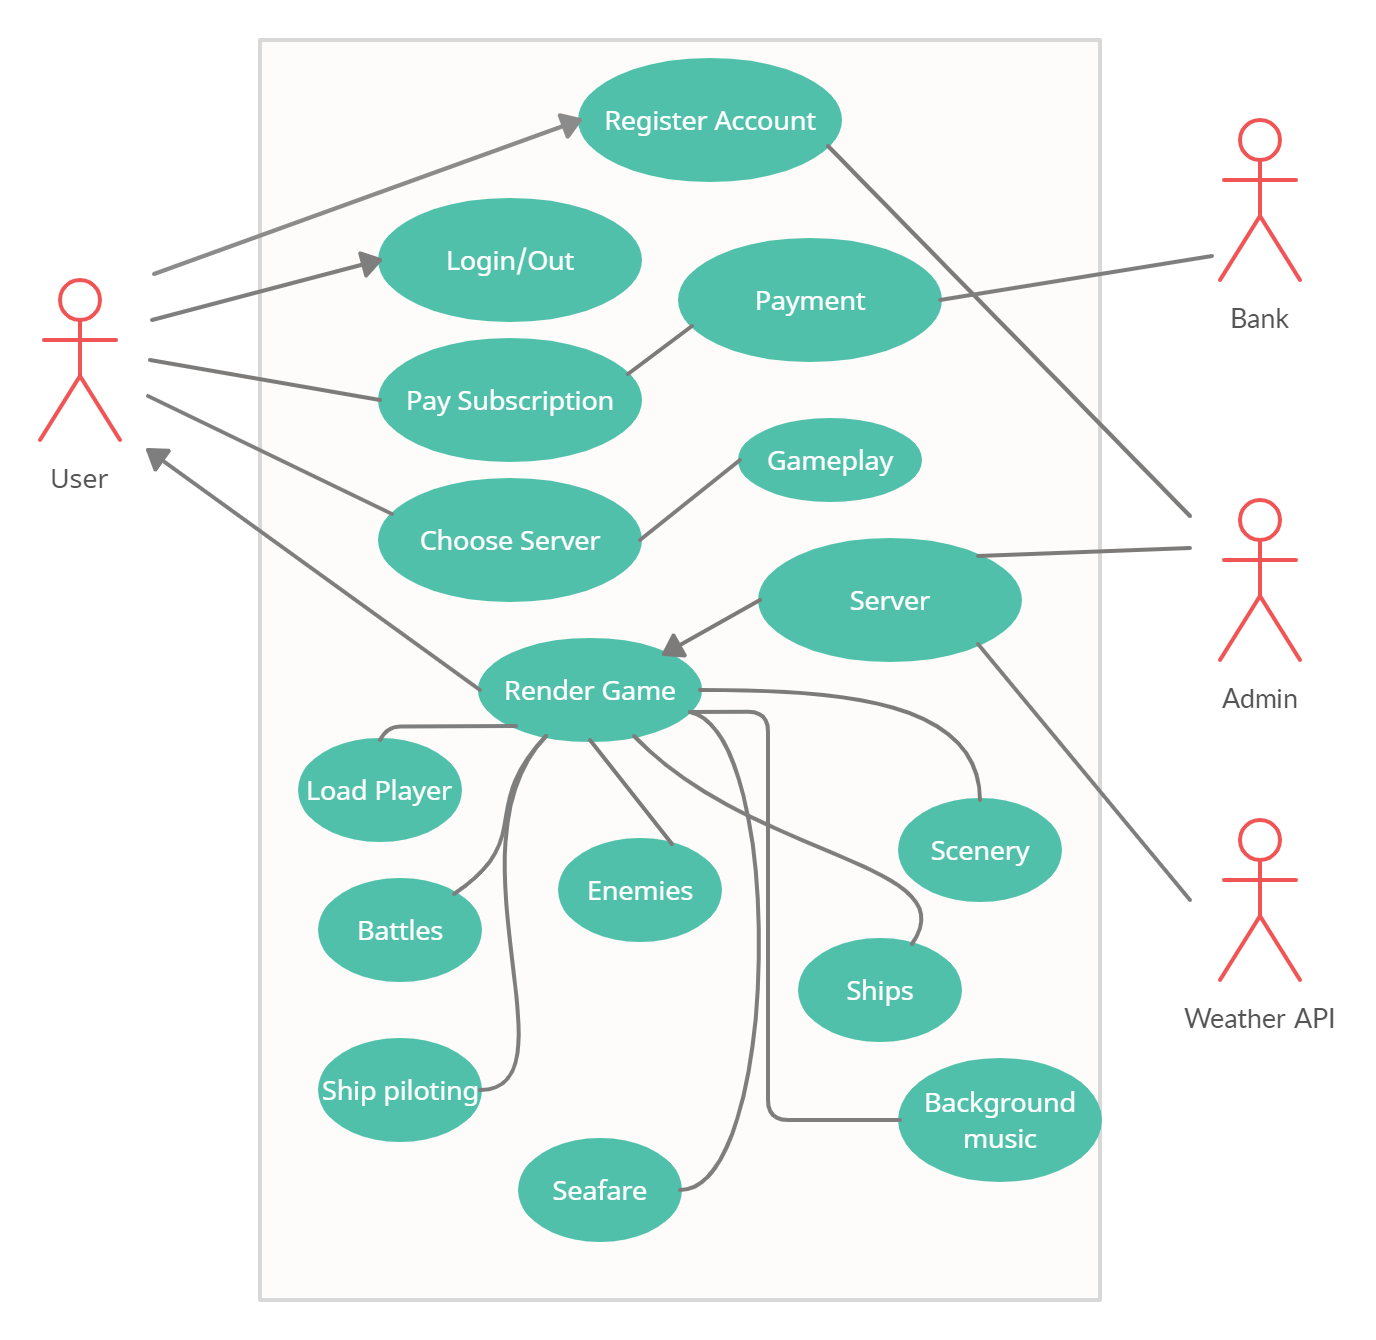 Register Account
Login/Out
Payment
Bank
Pay Subscription
User
Gameplay
Choose Server
Server
Render Game
Admin
Load Player
Scenery
Enemies
Battles
Ships
Weather API
Ship piloting
Background
music
Seafare